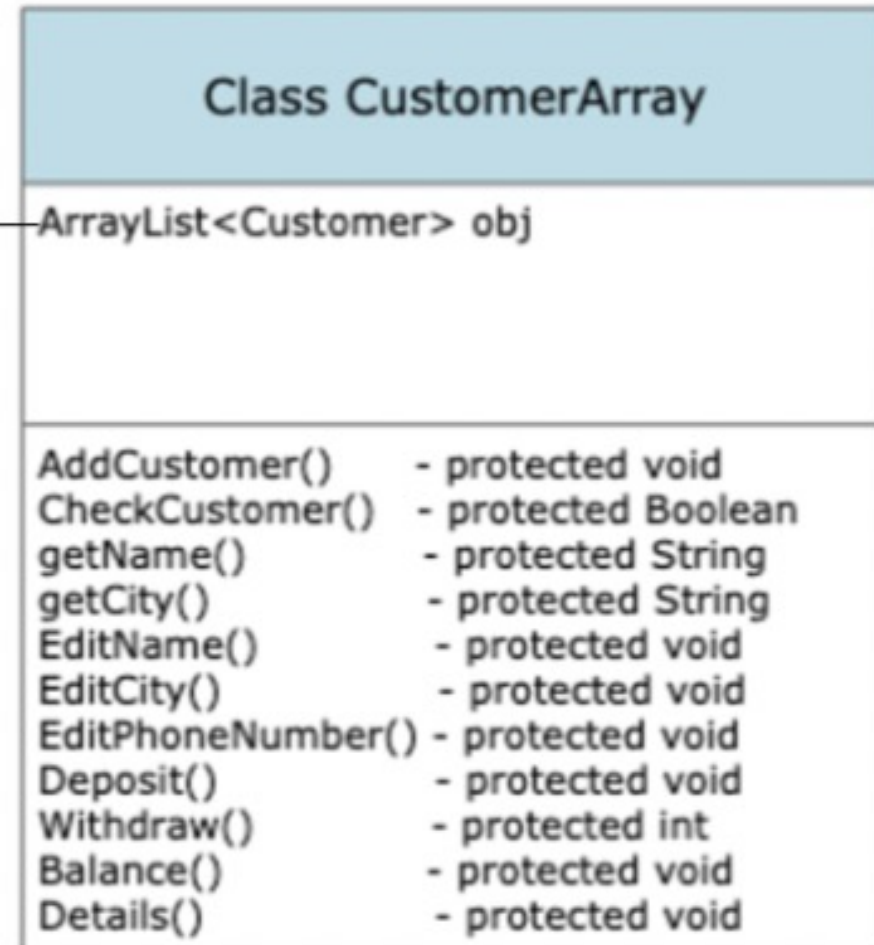 Class CustomerArray
ArrayList<Customer> obj
AddCustomer() - protected void
CheckCustomer() - protected Boolean
getName() - protected String
getCity() - protected String
EditName() - protected void
EditCity() - protected void
EditPhoneNumber() - protected void
Deposit() - protected void
Withdraw() - protected int
Balance() - protected void
Details() - protected void